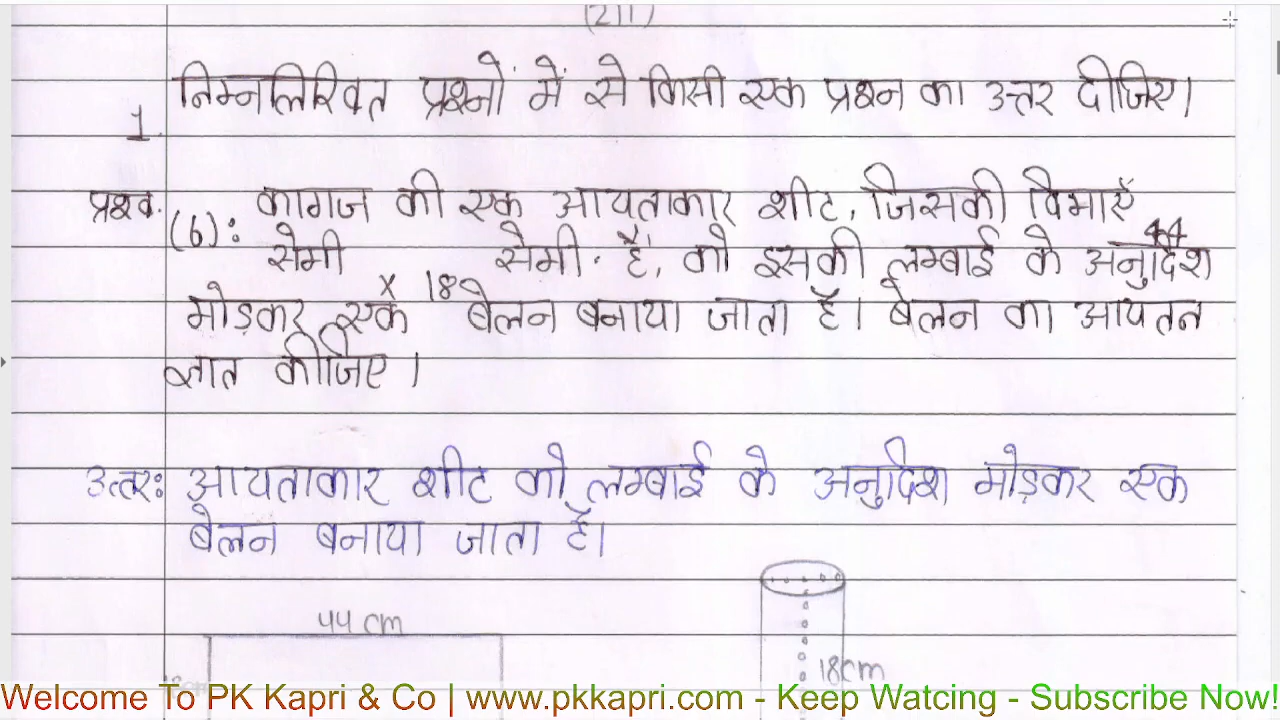 (211)
निम्नलिखित प्रश्नों में से किसी एक प्रश्न का उत्तर दीजिए।
1.
प्रश्न. (6): कागज की एक आयताकार शीट, जिसकी विमाएँ 44
सेमी × 18 सेमी. हैं, को इसकी लम्बाई के अनुदिश
मोड़कर एक बेलन बनाया जाता है। बेलन का आयतन
ज्ञात कीजिए।
उत्तर: आयताकार शीट को लम्बाई के अनुदिश मोड़कर एक
बेलन बनाया जाता है।
44 cm
18cm
Welcome To PK Kapri & Co | www.pkkapri.com - Keep Watcing - Subscribe Now!